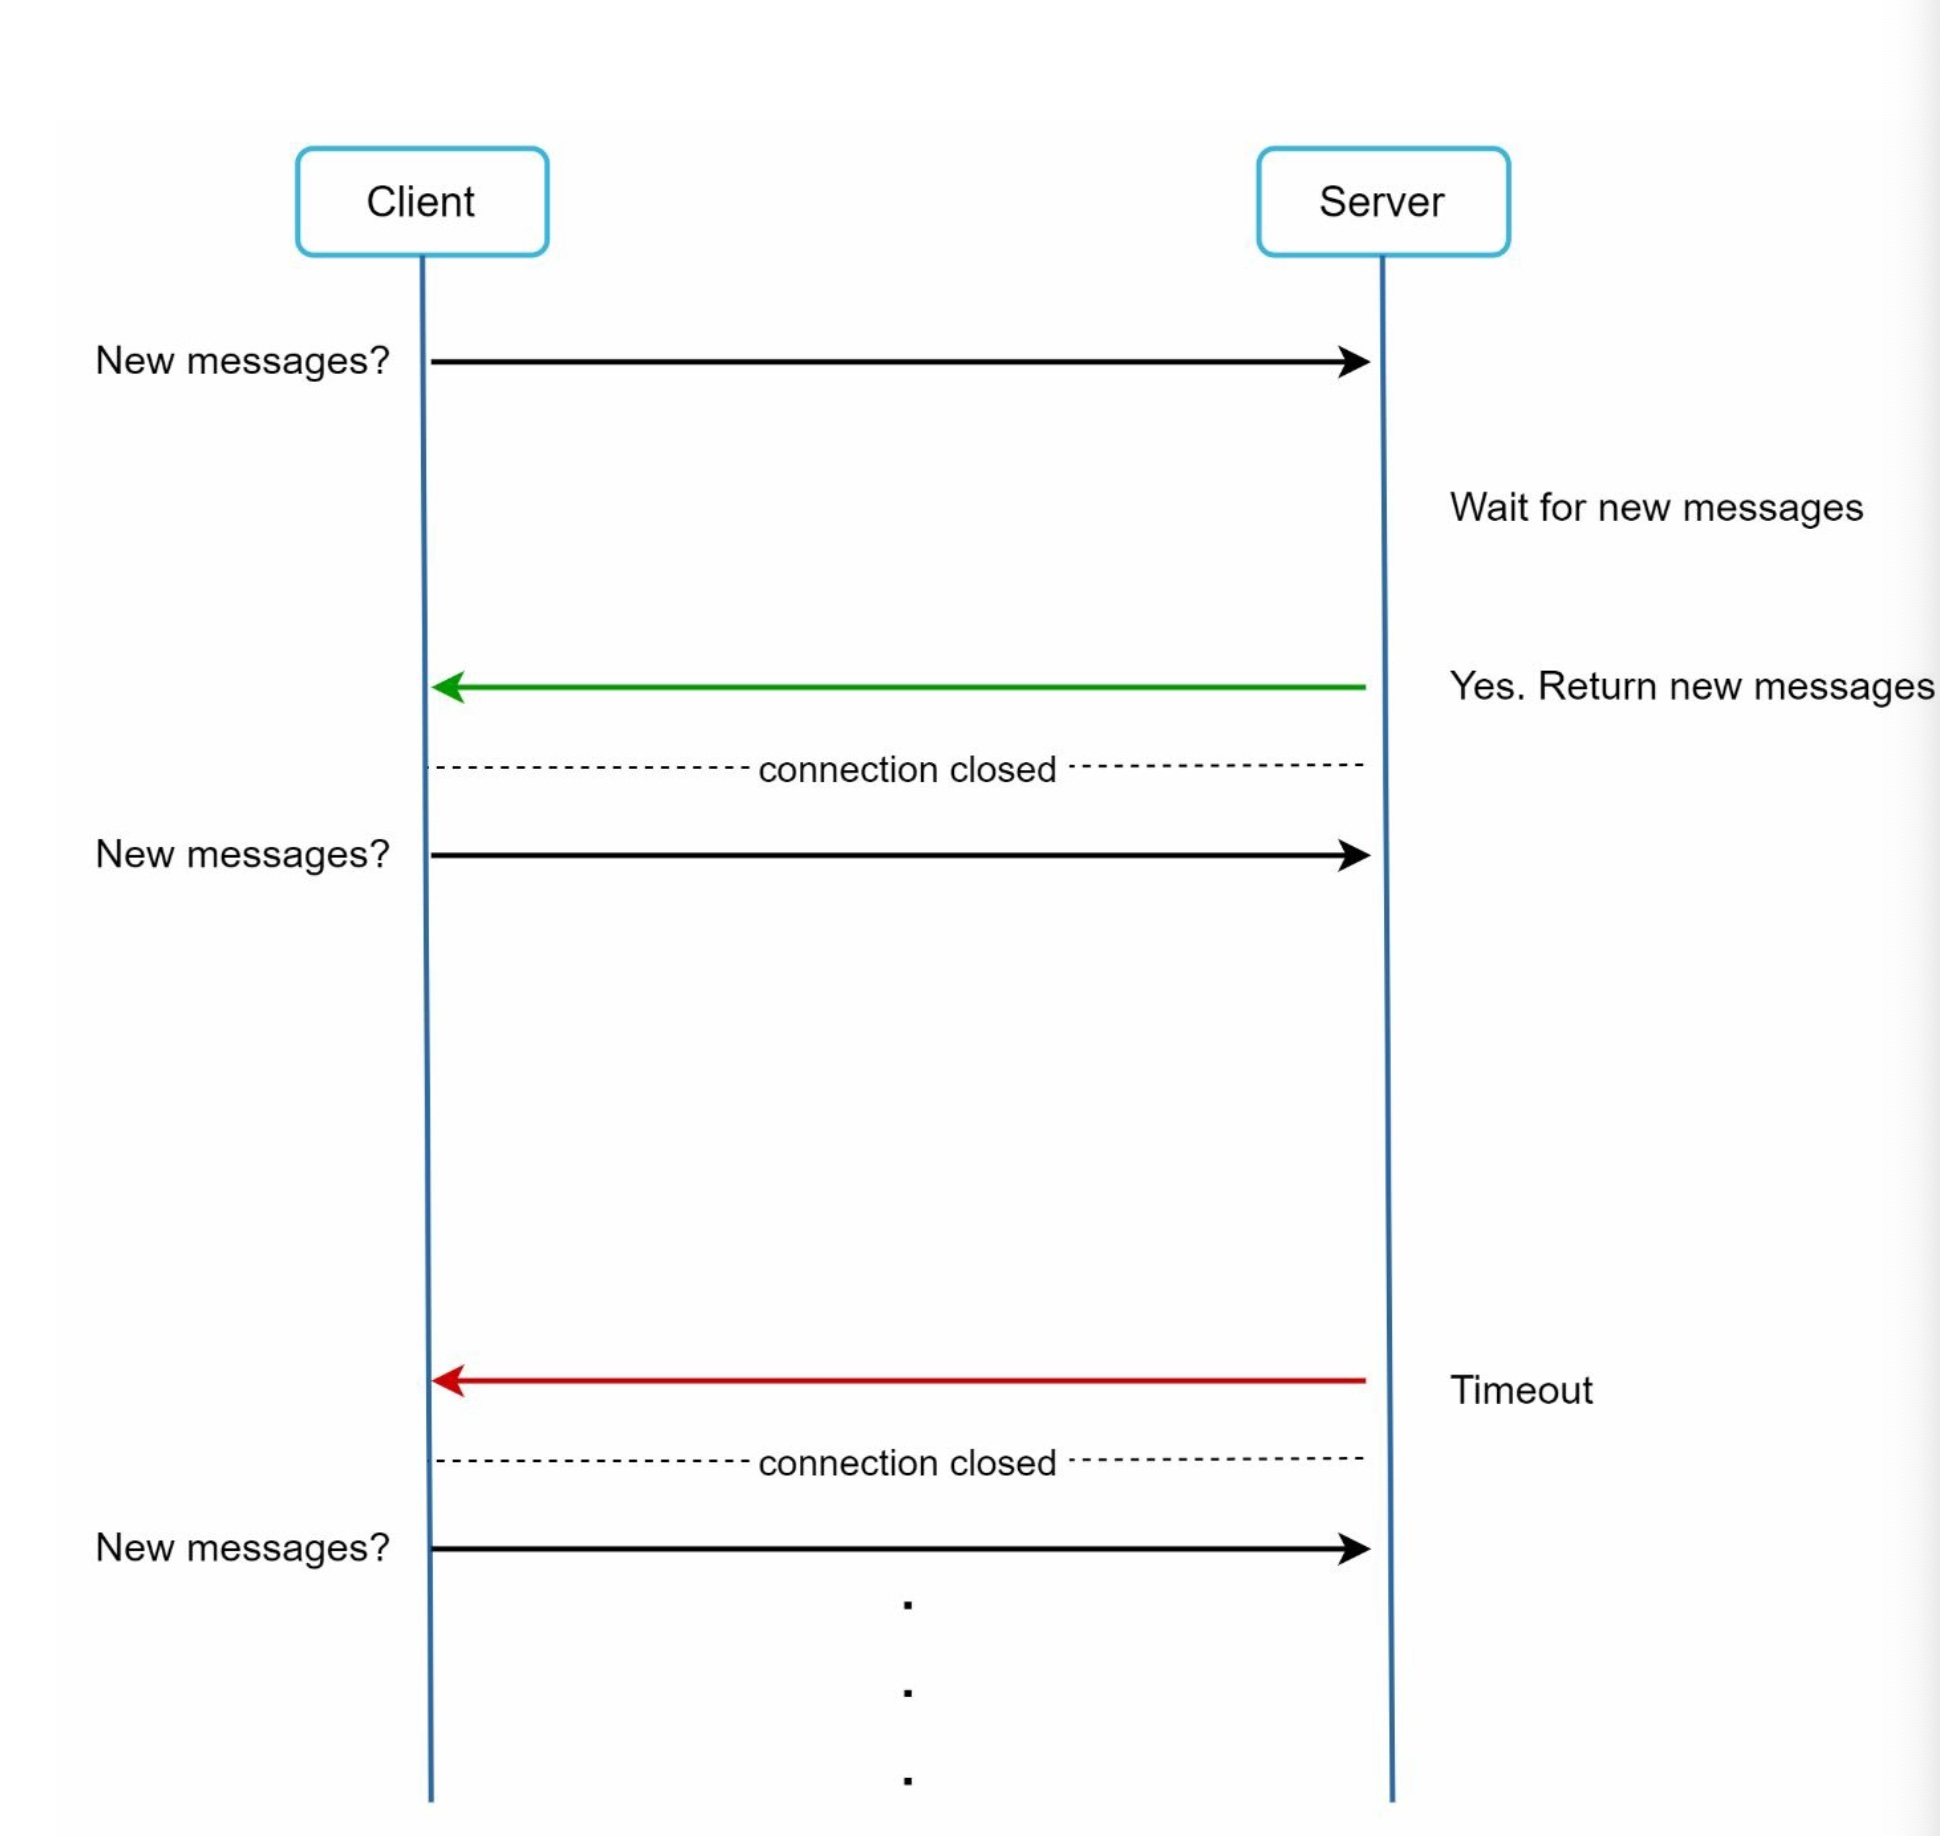 Client
Server
New messages?
Wait for new messages
Yes. Return new messages
connection closed
New messages?
Timeout
connection closed
New messages?